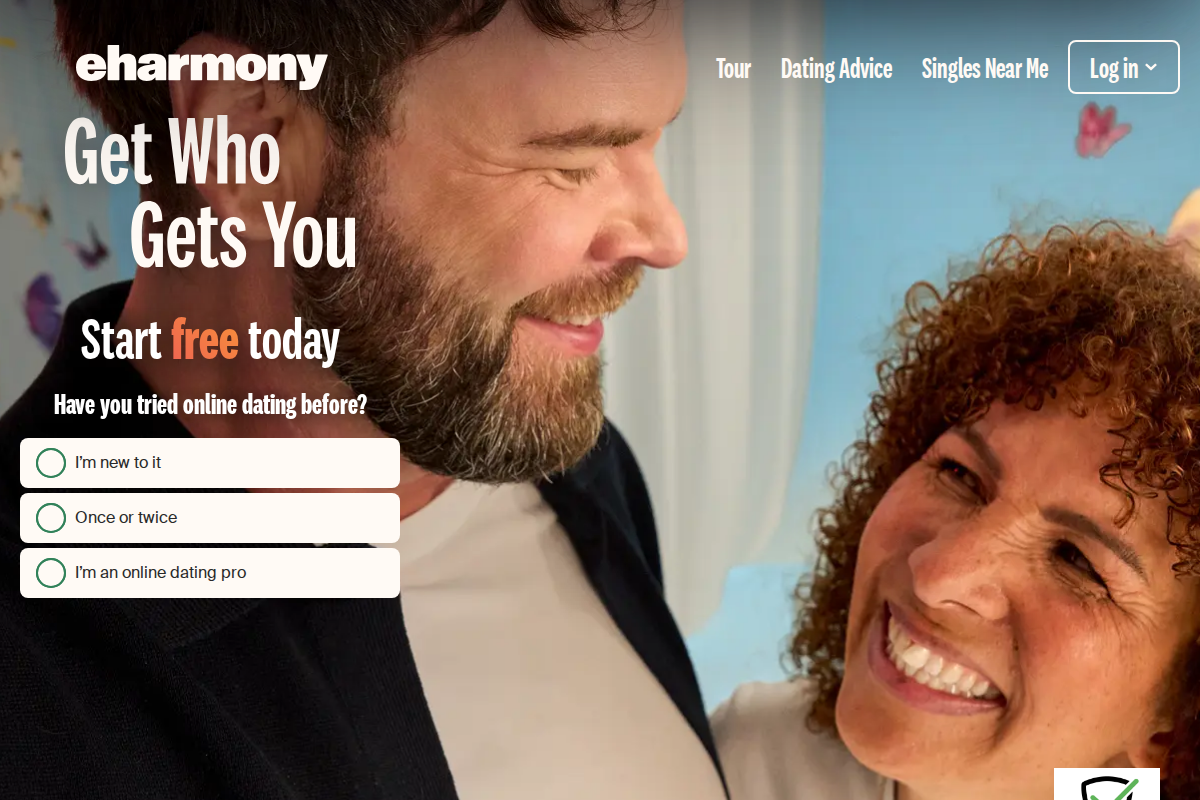 eharmony
Tour
Dating Advice
Singles Near Me
Log in
Get Who
Gets You
Start free today
Have you tried online dating before?
I'm new to it
Once or twice
I'm an online dating pro